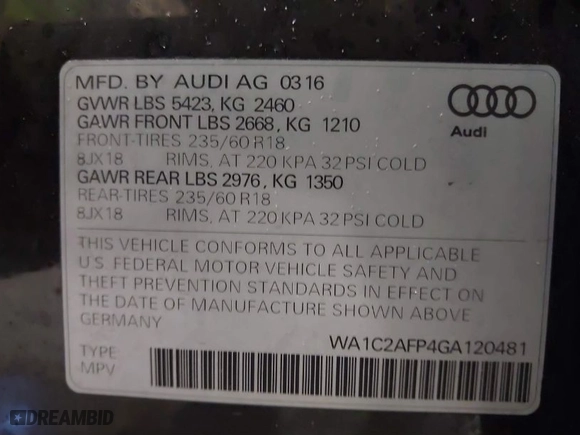 MFD. BY AUDI AG 03 16
GVWR LBS 5423, KG 2460
GAWR FRONT LBS 2668, KG 1210
FRONT-TIRES 235/60 R18
8JX18 RIMS, AT 220 KPA 32 PSI COLD
GAWR REAR LBS 2976, KG 1350
REAR-TIRES 235/60 R18
8JX18 RIMS, AT 220 KPA 32 PSI COLD
Audi
THIS VEHICLE CONFORMS TO ALL APPLICABLE
U.S. FEDERAL MOTOR VEHICLE SAFETY AND
THEFT PREVENTION STANDARDS IN EFFECT ON
THE DATE OF MANUFACTURE SHOWN ABOVE
GERMANY
WA1C2AFP4GA120481
TYPE
MPV
DREAMBID